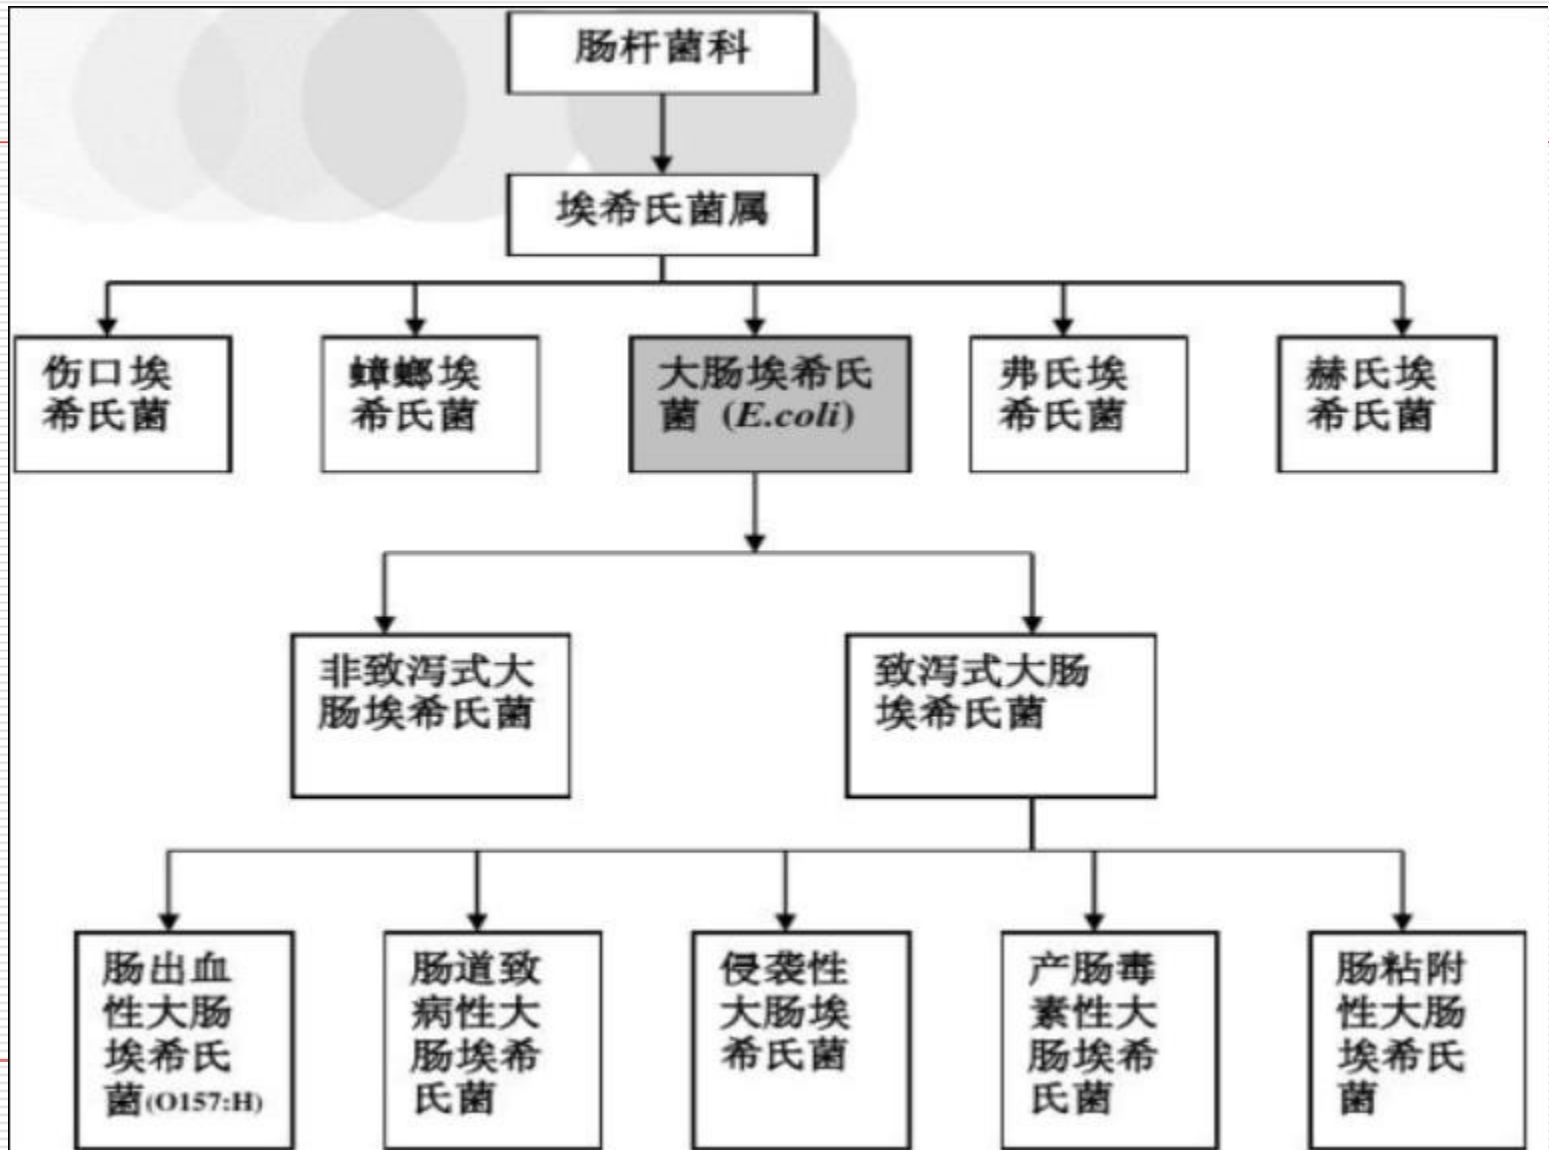 肠杆菌科
埃希氏菌属
伤口埃
希氏菌
蟑螂埃
希氏菌
大肠埃希氏
菌 (E.coli)
弗氏埃
希氏菌
赫氏埃
希氏菌
非致泻式大
肠埃希氏菌
致泻式大肠
埃希氏菌
肠出血
性大肠
埃希氏
菌(O157:H)
肠道致
病性大
肠埃希
氏菌
侵袭性
大肠埃
希氏菌
产肠毒
素性大
肠埃希
氏菌
肠粘附
性大肠
埃希氏
菌